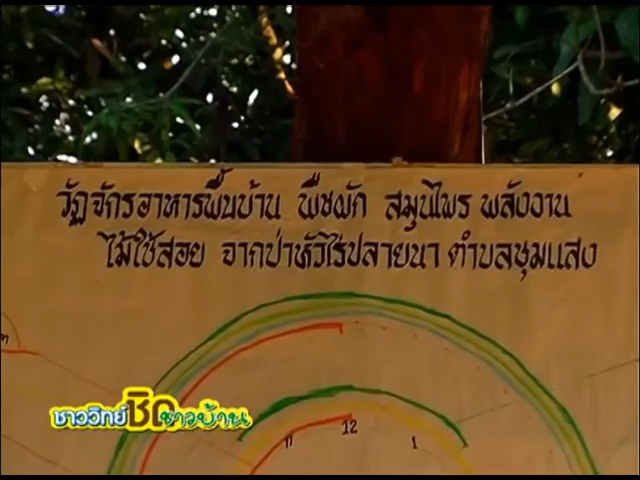 วัฏจักรอาหารพื้นบ้าน พืชผัก สมุนไพร พลังงาน
ไม้ใช้สอย จากป่าหัวไร่ปลายนา ตำบลชุมแสง
11 12 1
ชาววิทย์ชิดชาวบ้าน